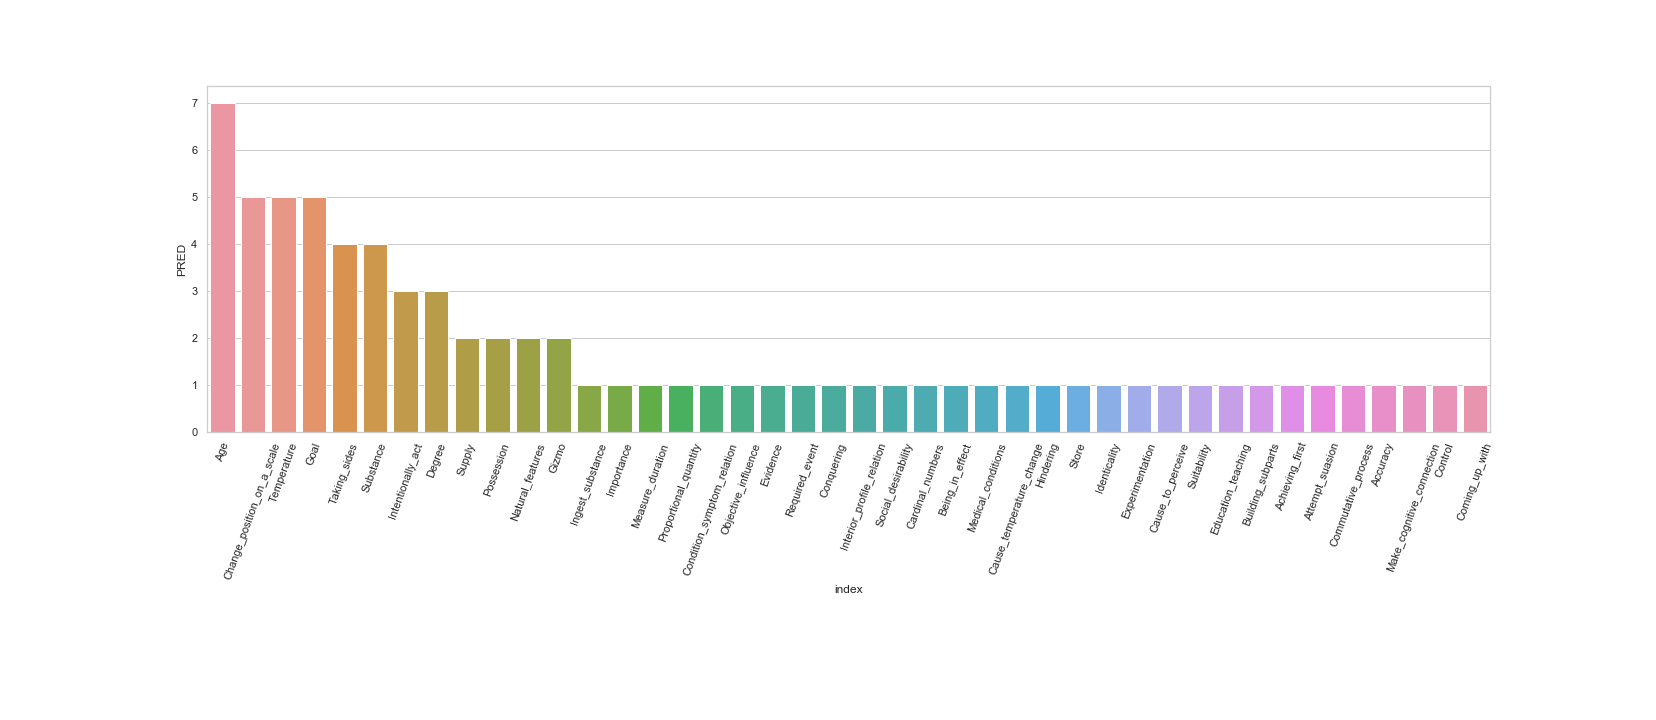 7
6
5
4
3
2
1
0
PRED
Age
Change_position_on_a_scale
Temperature
Goal
Taking_sides
Substance
Intentionally_act
Degree
Supply
Possession
Natural_features
Gizmo
Ingest_substance
Importance
Measure_duration
Proportional_quantity
Condition_symptom_relation
Objective_influence
Evidence
Required_event
Conquering
Interior_profile_relation
Social_desirability
Cardinal_numbers
Being_in_effect
Medical_conditions
Cause_temperature_change
Hindering
Store
Identicality
Experimentation
Cause_to_perceive
Suitability
Education_teaching
Building_subparts
Achieving_first
Attempt_suasion
Commutative_process
Accuracy
Make_cognitive_connection
Control
Coming_up_with
index